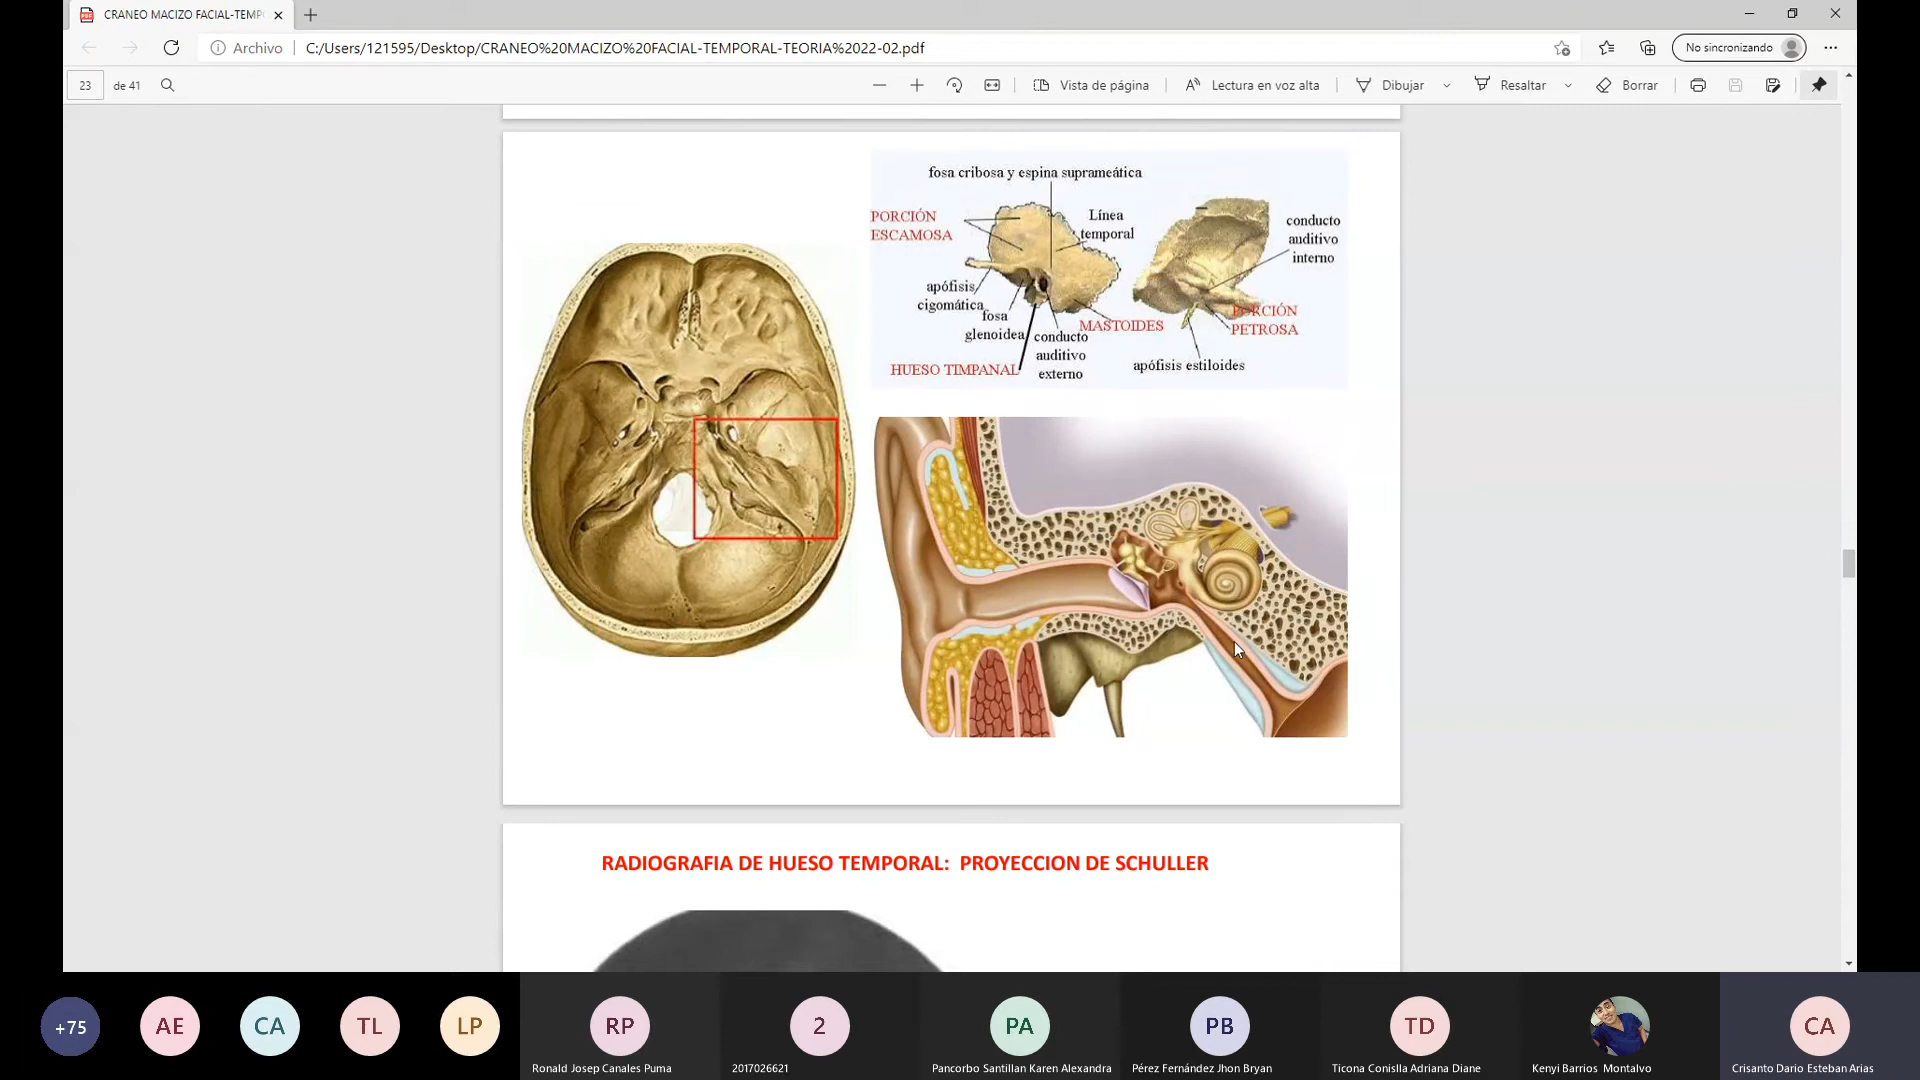 CRANEO MACIZO FACIAL-TEMP
Archivo
C:/Users/121595/Desktop/CRANEO%20MACIZO%20FACIAL-TEMPORAL-TEORIA%2022-02.pdf
No sincronizando
23 de 41
Vista de página
Lectura en voz alta
Dibujar
Resaltar
Borrar
fosa cribosa y espina suprameática
PORCIÓN
ESCAMOSA
Línea
temporal
conducto
auditivo
interno
apófisis
cigomática
fosa
glenoidea
conducto
auditivo
externo
MASTOIDES
PORCIÓN
PETROSA
HUESO TIMPANAL
apófisis estiloides
RADIOGRAFIA DE HUESO TEMPORAL: PROYECCION DE SCHULLER
+75
AE
CA
TL
LP
RP
2
PA
PB
TD
CA
Ronald Josep Canales Puma
2017026621
Pancorbo Santillan Karen Alexandra
Pérez Fernández Jhon Bryan
Ticona Conislla Adriana Diane
Kenyi Barrios Montalvo
Crisanto Dario Esteban Arias